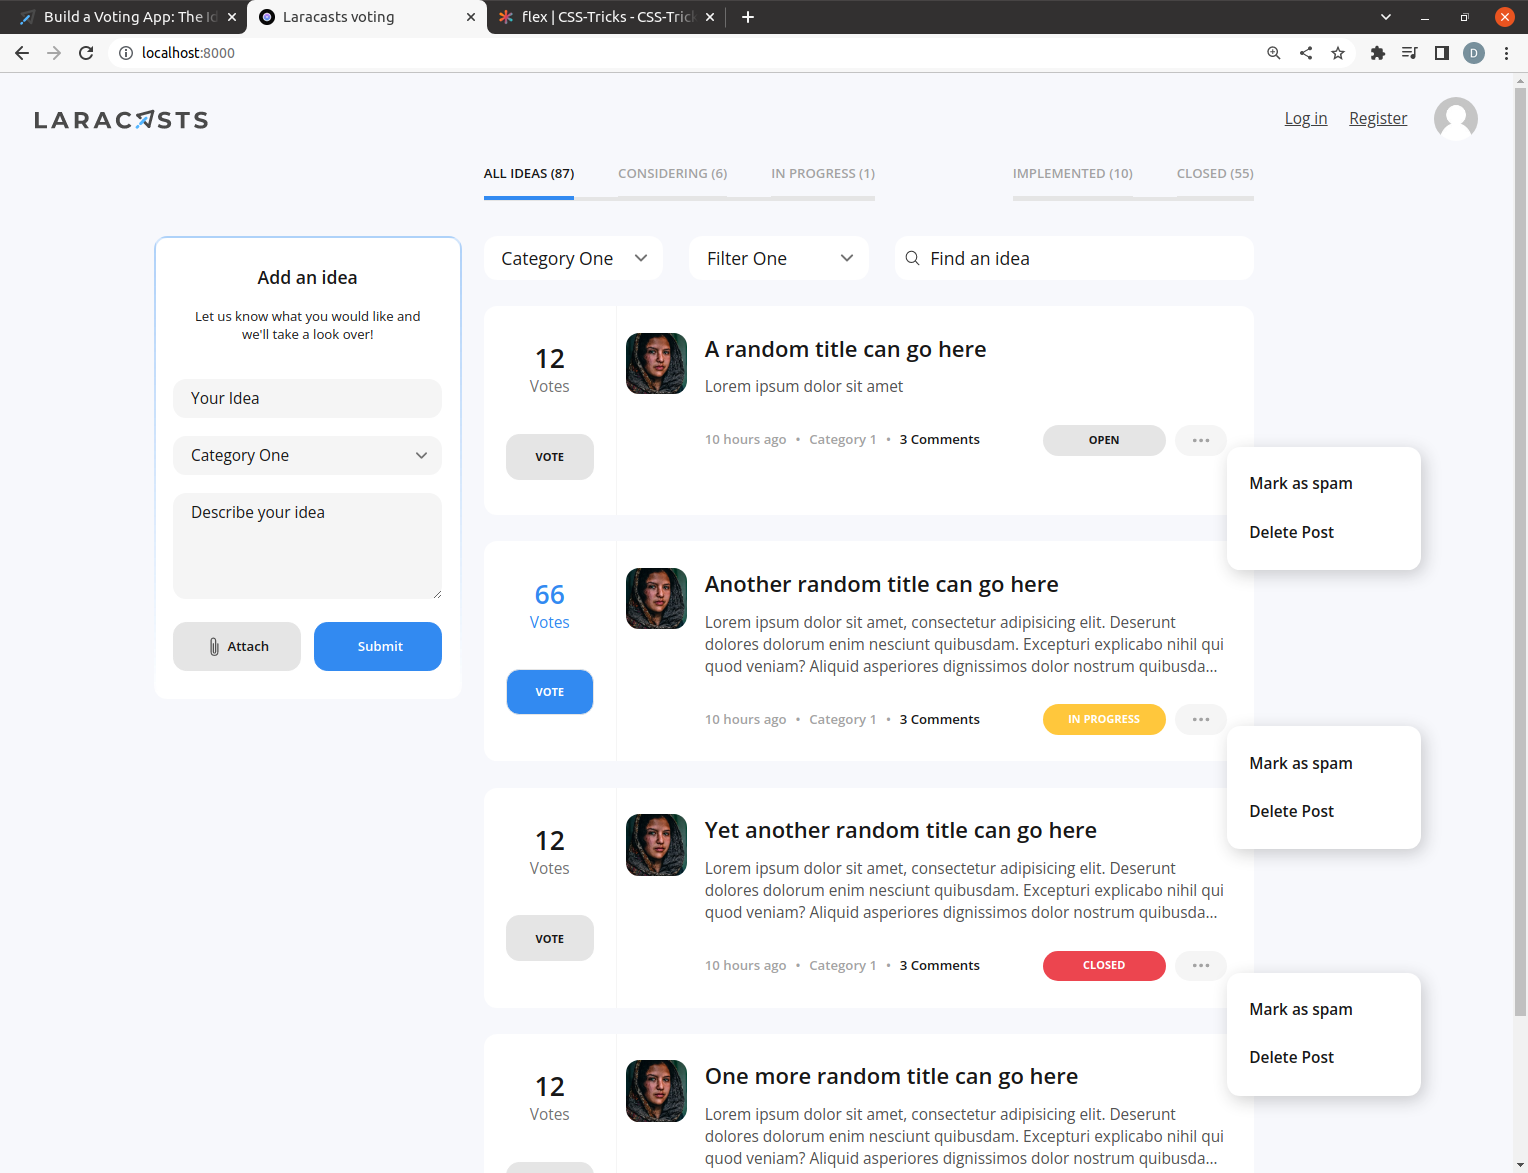 Build a Voting App: The Id
Laracasts voting
flex | CSS-Tricks - CSS-Trick
localhost:8000
D
LARACASTS
Log in
Register
ALL IDEAS (87)
CONSIDERING (6)
IN PROGRESS (1)
IMPLEMENTED (10)
CLOSED (55)
Add an idea
Let us know what you would like and
we'll take a look over!
Your Idea
Category One
Describe your idea
Attach
Submit
Category One
Filter One
Find an idea
12
Votes
VOTE
A random title can go here
Lorem ipsum dolor sit amet
10 hours ago • Category 1 • 3 Comments
OPEN
Mark as spam
Delete Post
66
Votes
VOTE
Another random title can go here
Lorem ipsum dolor sit amet, consectetur adipisicing elit. Deserunt
dolores dolorum enim nesciunt quibusdam. Excepturi explicabo nihil qui
quod veniam? Aliquid asperiores dignissimos dolor nostrum quibusda...
10 hours ago • Category 1 • 3 Comments
IN PROGRESS
Mark as spam
Delete Post
12
Votes
VOTE
Yet another random title can go here
Lorem ipsum dolor sit amet, consectetur adipisicing elit. Deserunt
dolores dolorum enim nesciunt quibusdam. Excepturi explicabo nihil qui
quod veniam? Aliquid asperiores dignissimos dolor nostrum quibusda...
10 hours ago • Category 1 • 3 Comments
CLOSED
Mark as spam
Delete Post
12
Votes
One more random title can go here
Lorem ipsum dolor sit amet, consectetur adipisicing elit. Deserunt
dolores dolorum enim nesciunt quibusdam. Excepturi explicabo nihil qui
quod veniam? Aliquid asperiores dignissimos dolor nostrum quibusda...